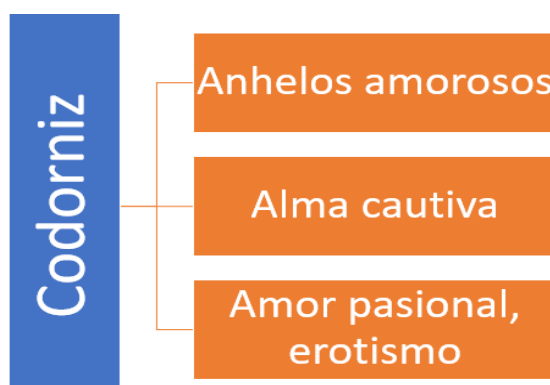 Codorniz
Anhelos amorosos
Alma cautiva
Amor pasional,
erotismo